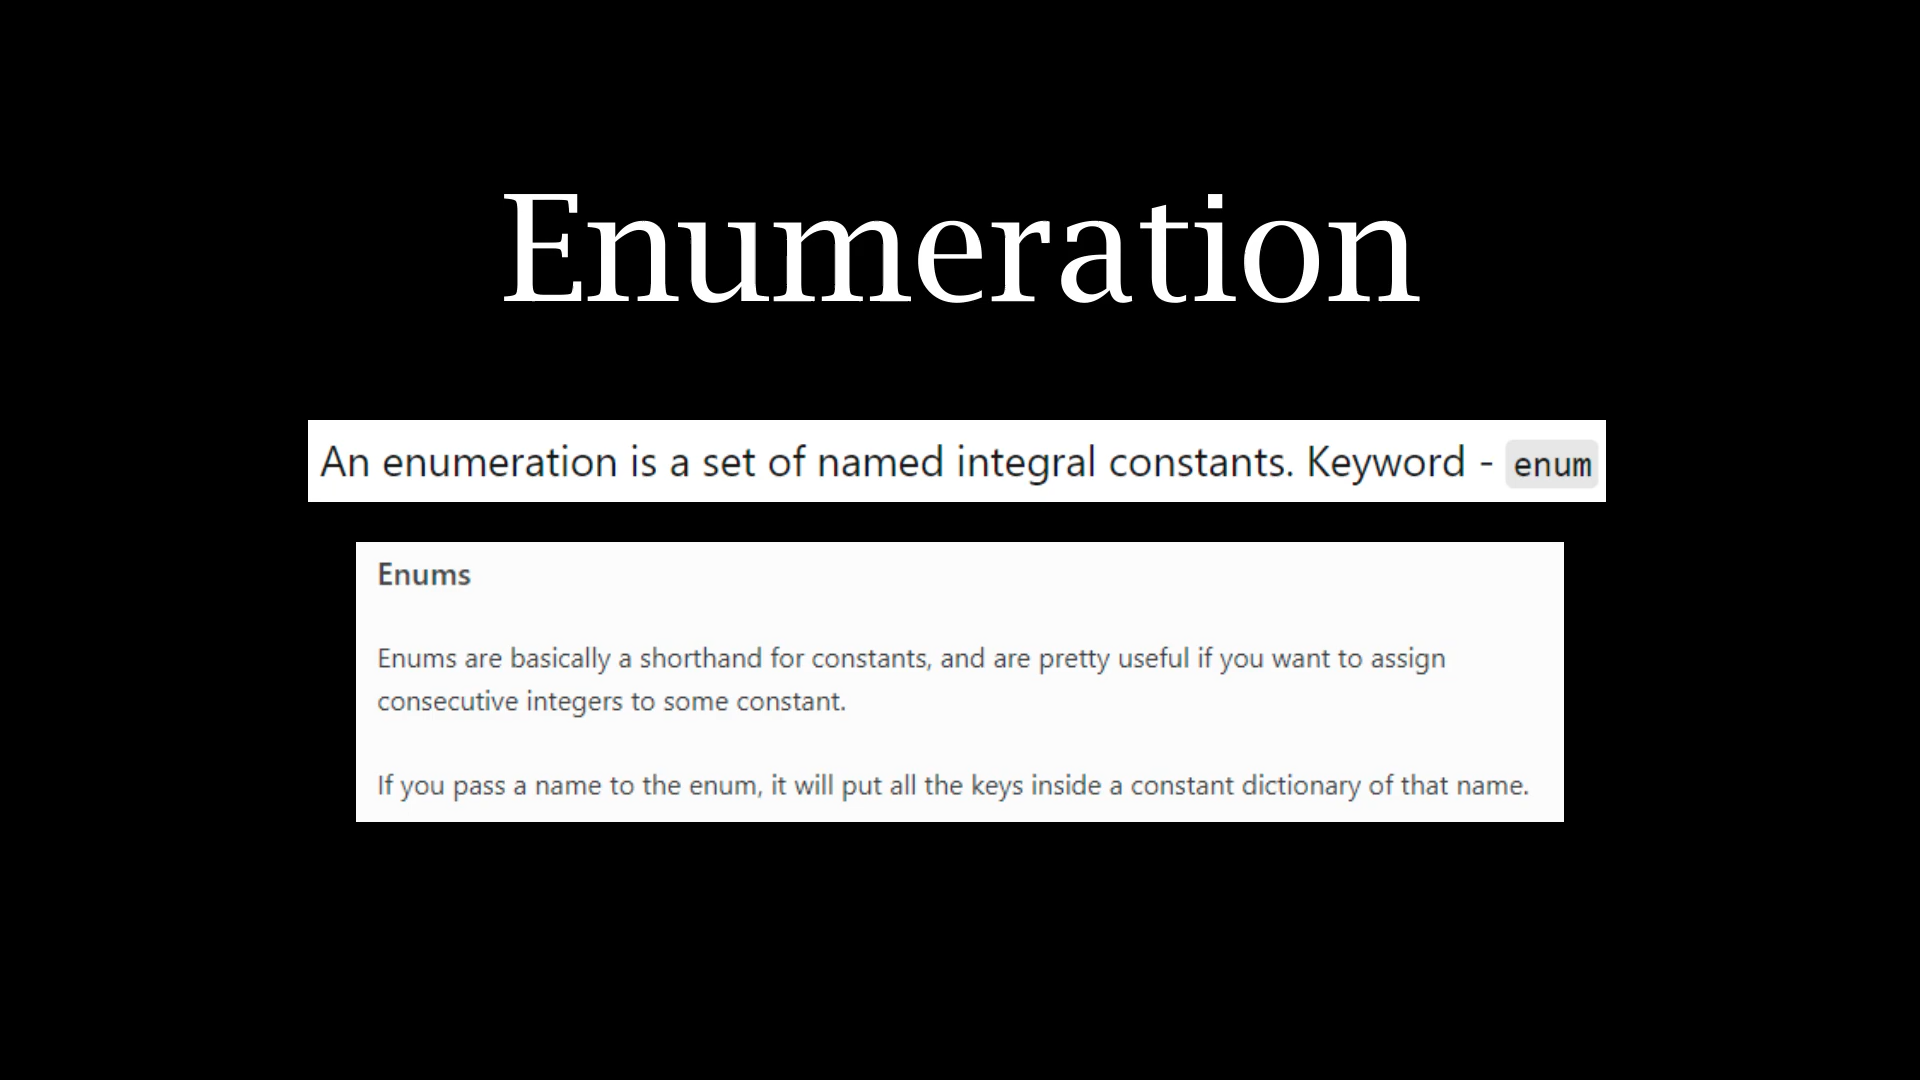 Enumeration
An enumeration is a set of named integral constants. Keyword - enum
Enums
Enums are basically a shorthand for constants, and are pretty useful if you want to assign
consecutive integers to some constant.
If you pass a name to the enum, it will put all the keys inside a constant dictionary of that name.